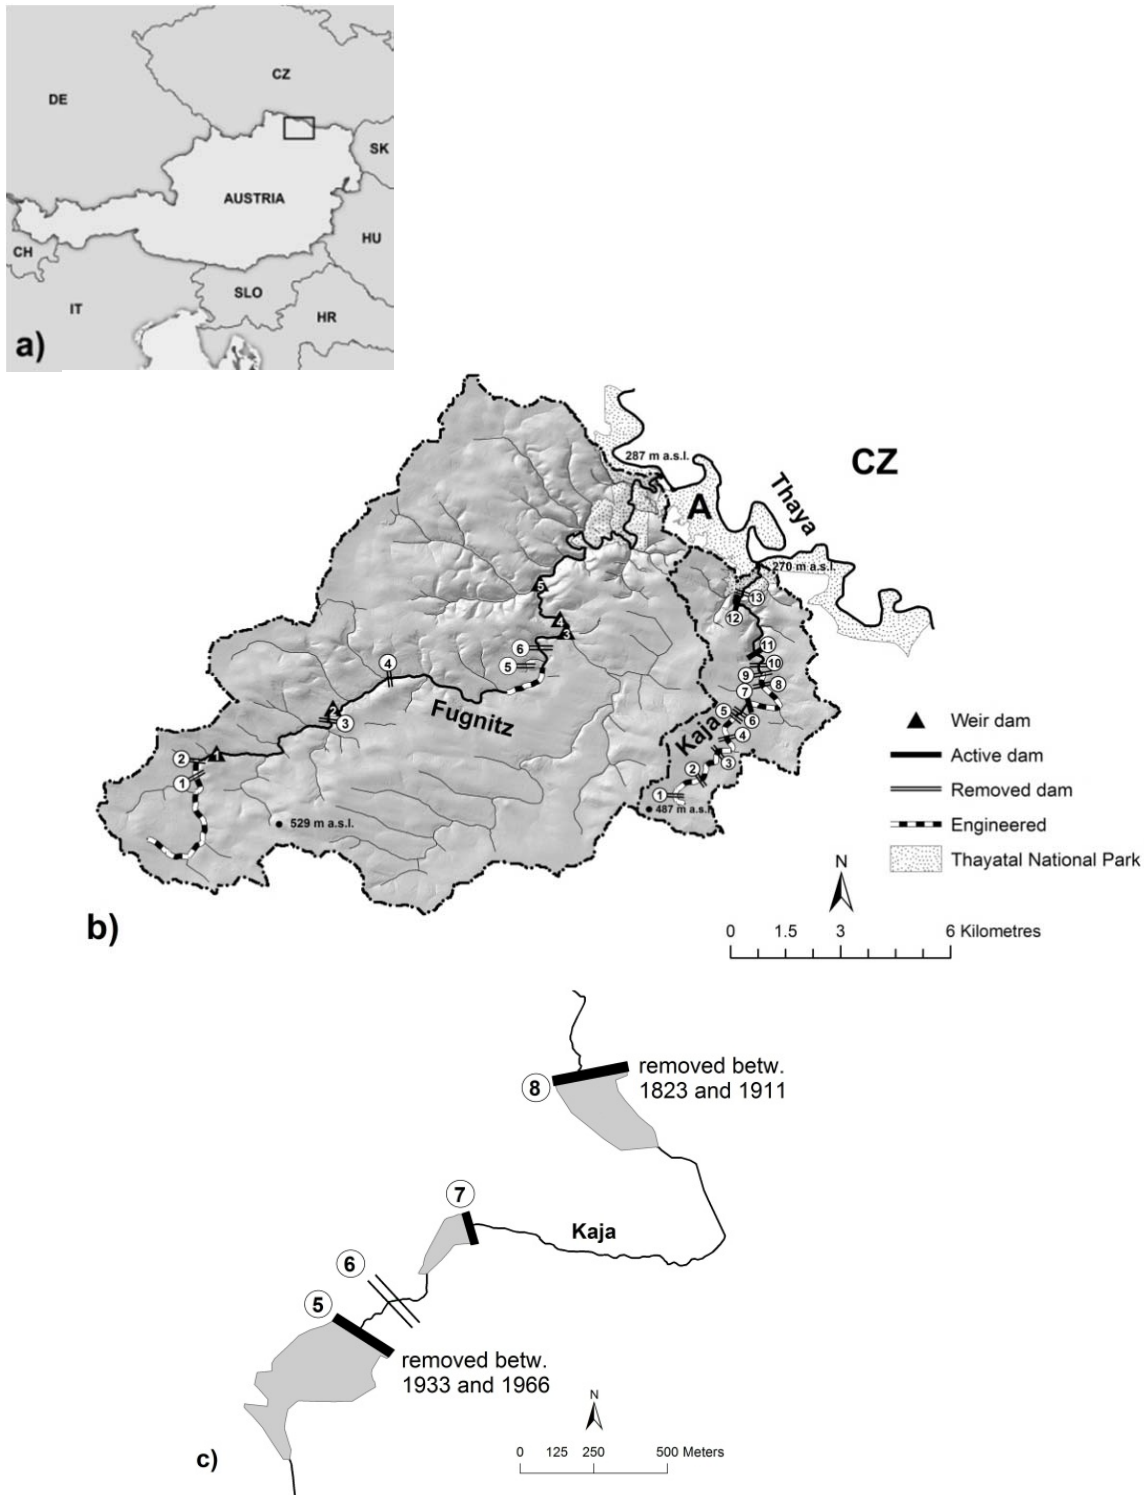 CZ
DE
SK
AUSTRIA
HU
CH
SLO
IT
HR
a)
287 m a.s.l.
CZ
A
Thaya
270 m a.s.l.
5
13
12
4
3
6
5
11
10
9
8
7
4
Fugnitz
2
3
5
6
Kaja
4
3
2
1
2
1
1
487 m a.s.l.
529 m a.s.l.
Weir dam
Active dam
Removed dam
Engineered
Thayatal National Park
N
b)
0 1.5 3 6 Kilometres
removed betw.
1823 and 1911
8
7
Kaja
6
5
removed betw.
1933 and 1966
N
c)
0 125 250 500 Meters